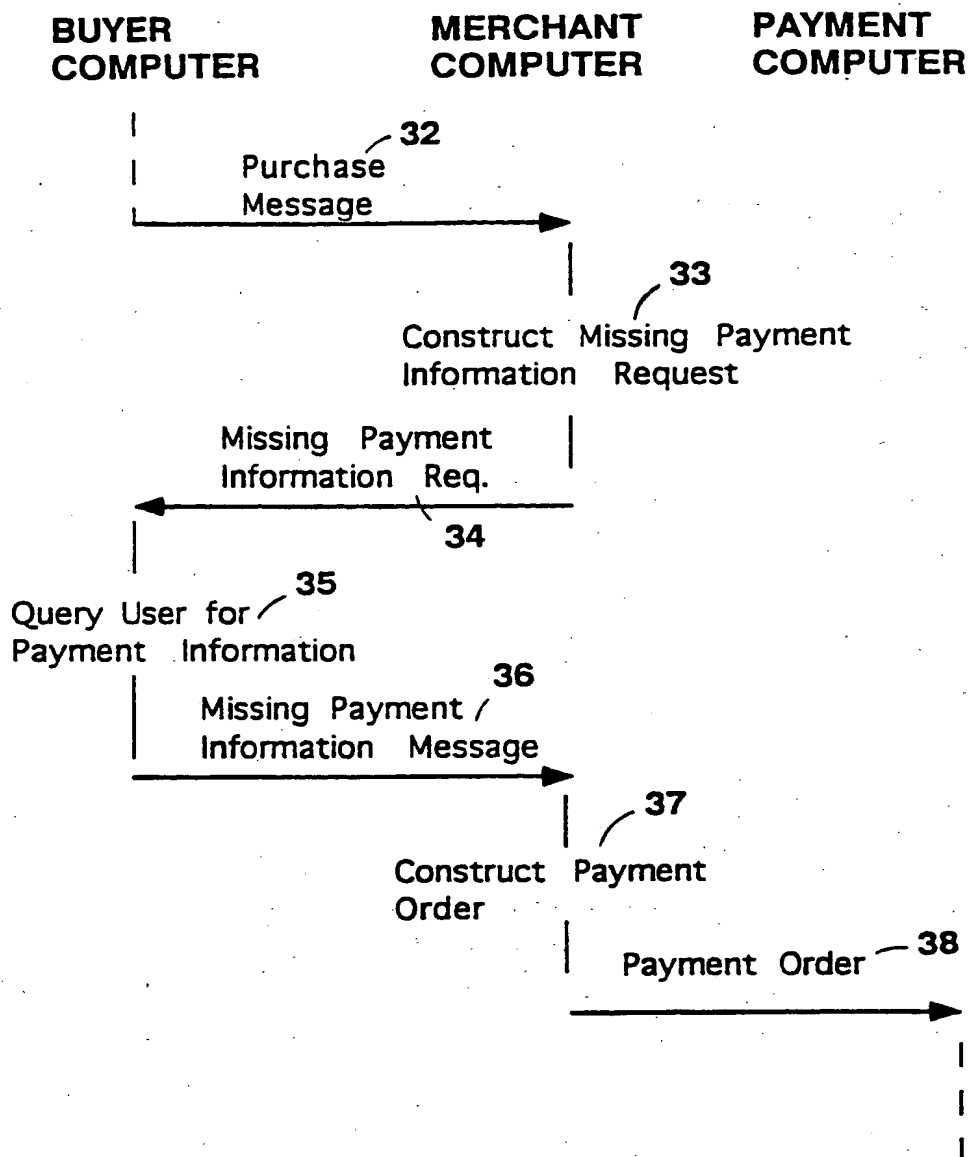 BUYER
COMPUTER
MERCHANT
COMPUTER
PAYMENT
COMPUTER
32
Purchase
Message
33
Construct Missing Payment
Information Request
Missing Payment
Information Req.
34
35
Query User for
Payment Information
36
Missing Payment
Information Message
37
Construct Payment
Order
38
Payment Order